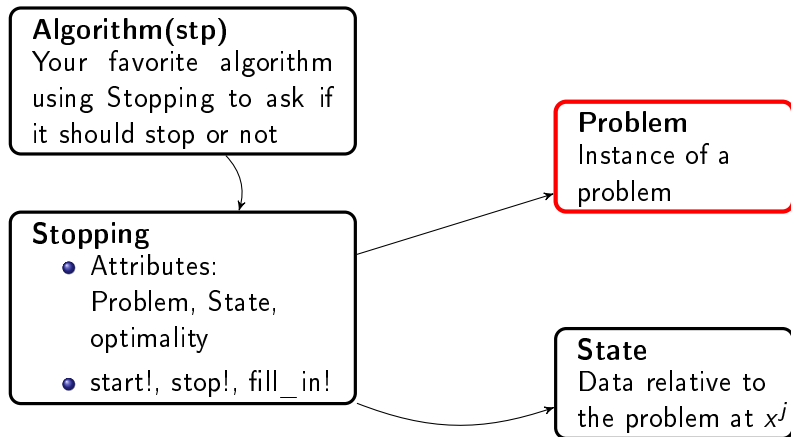 Algorithm(stp)
Your favorite algorithm
using Stopping to ask if
it should stop or not
Problem
Instance of a
problem
Stopping
Attributes:
Problem, State,
optimality
start!, stop!, fill_in!
State
Data relative to
the problem at x^j